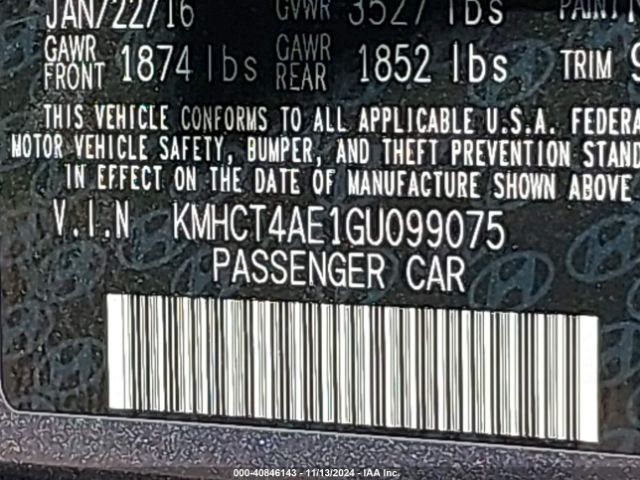 JAN/22/16 GVWR 3527 lbs PAINT
GAWR FRONT 1874 lbs GAWR REAR 1852 lbs TRIM
THIS VEHICLE CONFORMS TO ALL APPLICABLE U.S.A. FEDERA
MOTOR VEHICLE SAFETY, BUMPER, AND THEFT PREVENTION STAND
IN EFFECT ON THE DATE OF MANUFACTURE SHOWN ABOVE
V.I.N KMHCT4AE1GU099075
PASSENGER CAR
000-40846143 - 11/13/2024 - IAA Inc.